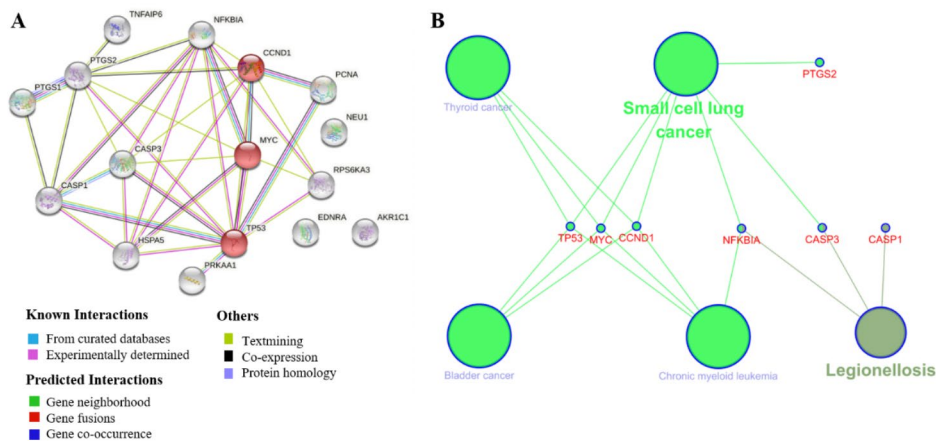 A
TNFAIP6
NFKBIA
CCND1
PTGS2
PCNA
PTGS1
NEU1
MYC
CASP3
RPS6KA3
CASP1
TP53
EDNRA
AKR1C1
HSPA5
PRKAA1
Known Interactions
From curated databases
Experimentally determined
Predicted Interactions
Gene neighborhood
Gene fusions
Gene co-occurrence
Others
Textmining
Co-expression
Protein homology
B
Thyroid cancer
Small cell lung
cancer
PTGS2
TP53 MYC CCND1 NFKBIA CASP3 CASP1
Bladder cancer
Chronic myeloid leukemia
Legionellosis